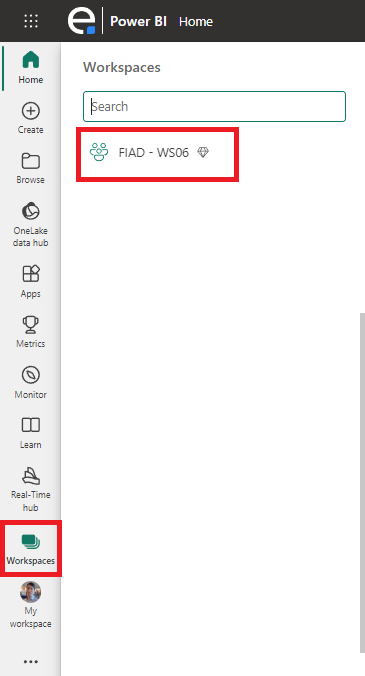 Power BI Home
Home
Create
Browse
OneLake
data hub
Apps
Metrics
Monitor
Learn
Real-Time
hub
Workspaces
My
workspace
Workspaces
Search
FIAD - WS06